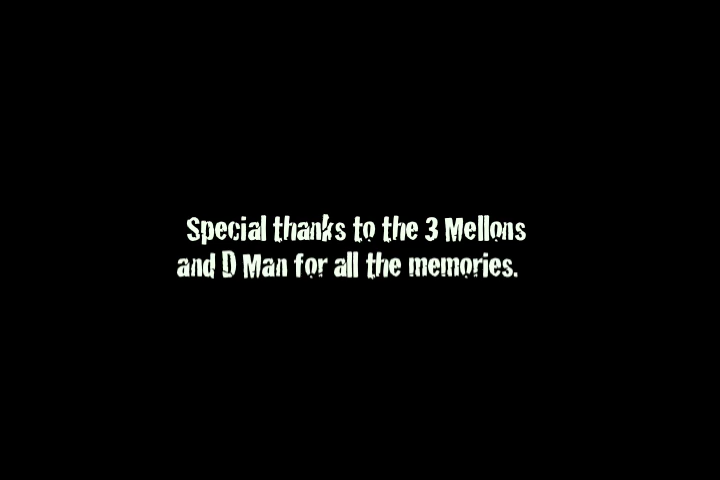 Special thanks to the 3 Mellons
and D Man for all the memories.